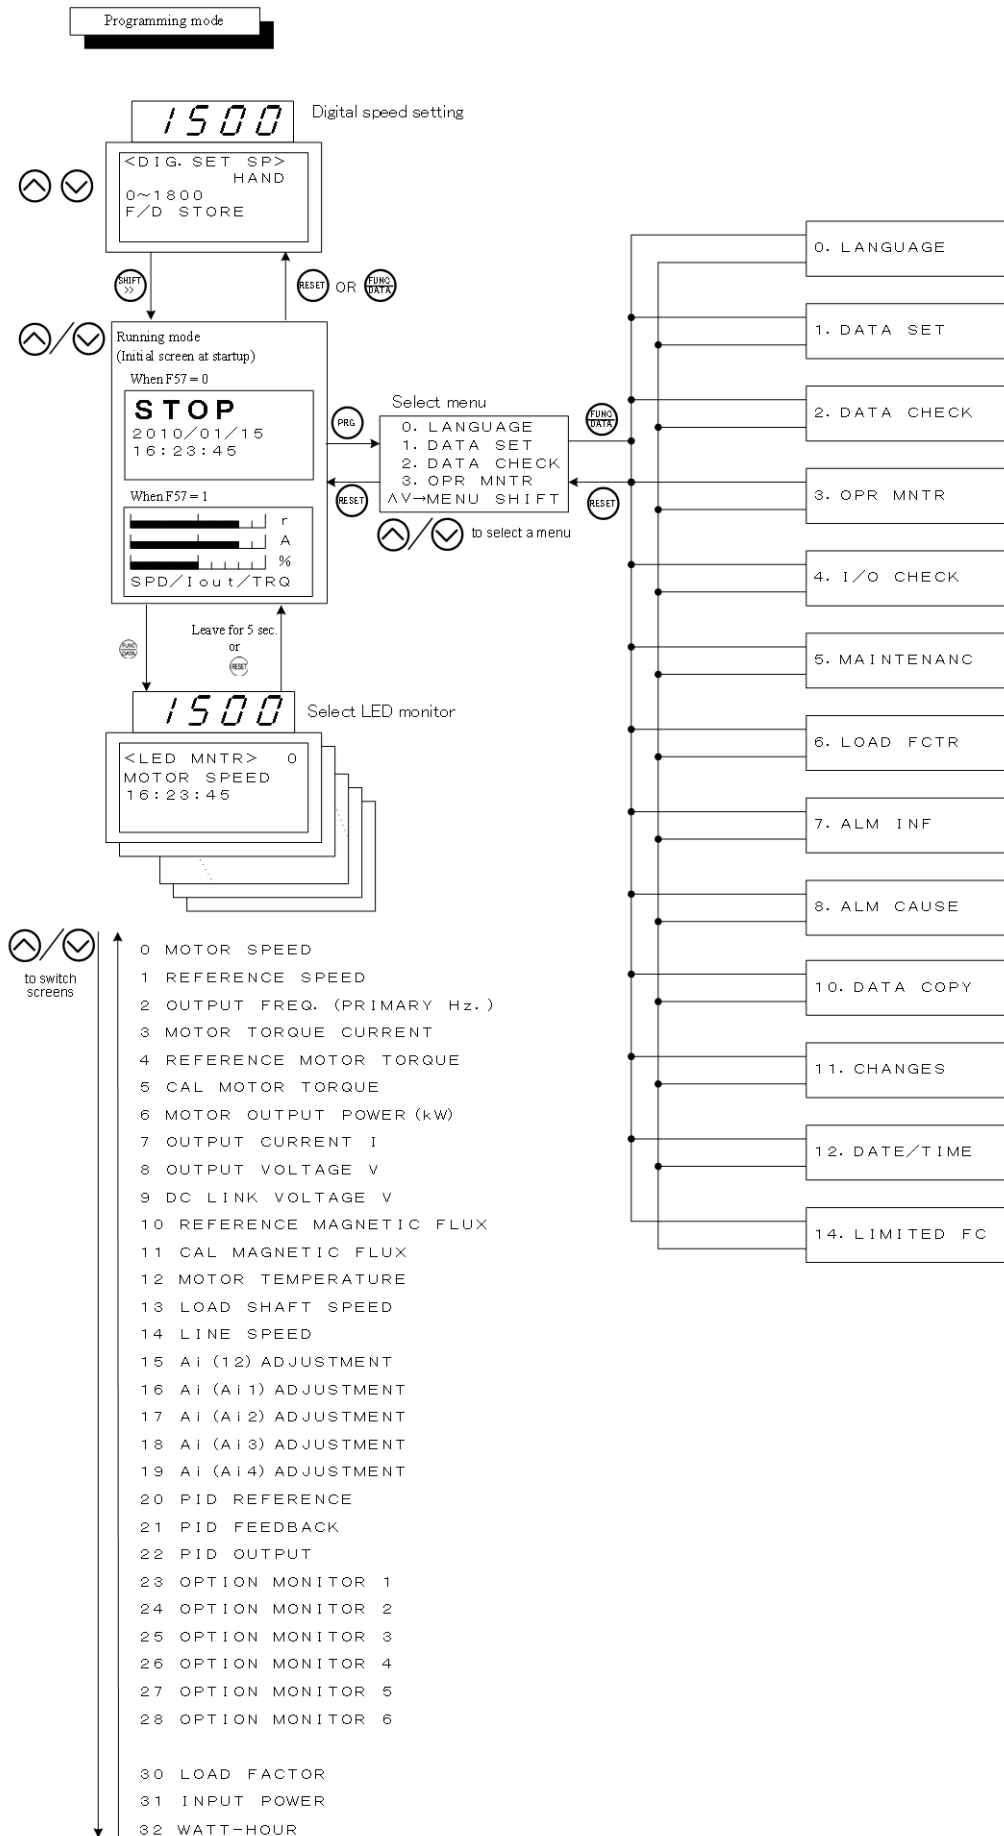 Programming mode
1500
Digital speed setting
<DIG. SET SP>
HAND
0~1800
F/D STORE
SHIFT
>>
RESET OR FUNC
DATA
Running mode
(Initial screen at startup)
When F57 = 0
STOP
2010/01/15
16:23:45
When F57 = 1
r
A
%
SPD/Iout/TRQ
PRG
RESET
Select menu
0. LANGUAGE
1. DATA SET
2. DATA CHECK
3. OPR MNTR
∧V→MENU SHIFT
to select a menu
FUNC
DATA
RESET
FUNC
DATA
Leave for 5 sec.
or
RESET
1500
Select LED monitor
<LED MNTR> 0
MOTOR SPEED
16:23:45
to switch
screens
0 MOTOR SPEED
1 REFERENCE SPEED
2 OUTPUT FREQ. (PRIMARY Hz.)
3 MOTOR TORQUE CURRENT
4 REFERENCE MOTOR TORQUE
5 CAL MOTOR TORQUE
6 MOTOR OUTPUT POWER (kW)
7 OUTPUT CURRENT I
8 OUTPUT VOLTAGE V
9 DC LINK VOLTAGE V
10 REFERENCE MAGNETIC FLUX
11 CAL MAGNETIC FLUX
12 MOTOR TEMPERATURE
13 LOAD SHAFT SPEED
14 LINE SPEED
15 Ai (12) ADJUSTMENT
16 Ai (Ai1) ADJUSTMENT
17 Ai (Ai2) ADJUSTMENT
18 Ai (Ai3) ADJUSTMENT
19 Ai (Ai4) ADJUSTMENT
20 PID REFERENCE
21 PID FEEDBACK
22 PID OUTPUT
23 OPTION MONITOR 1
24 OPTION MONITOR 2
25 OPTION MONITOR 3
26 OPTION MONITOR 4
27 OPTION MONITOR 5
28 OPTION MONITOR 6
30 LOAD FACTOR
31 INPUT POWER
32 WATT-HOUR
0. LANGUAGE
1. DATA SET
2. DATA CHECK
3. OPR MNTR
4. I/O CHECK
5. MAINTENANC
6. LOAD FCTR
7. ALM INF
8. ALM CAUSE
10. DATA COPY
11. CHANGES
12. DATE/TIME
14. LIMITED FC